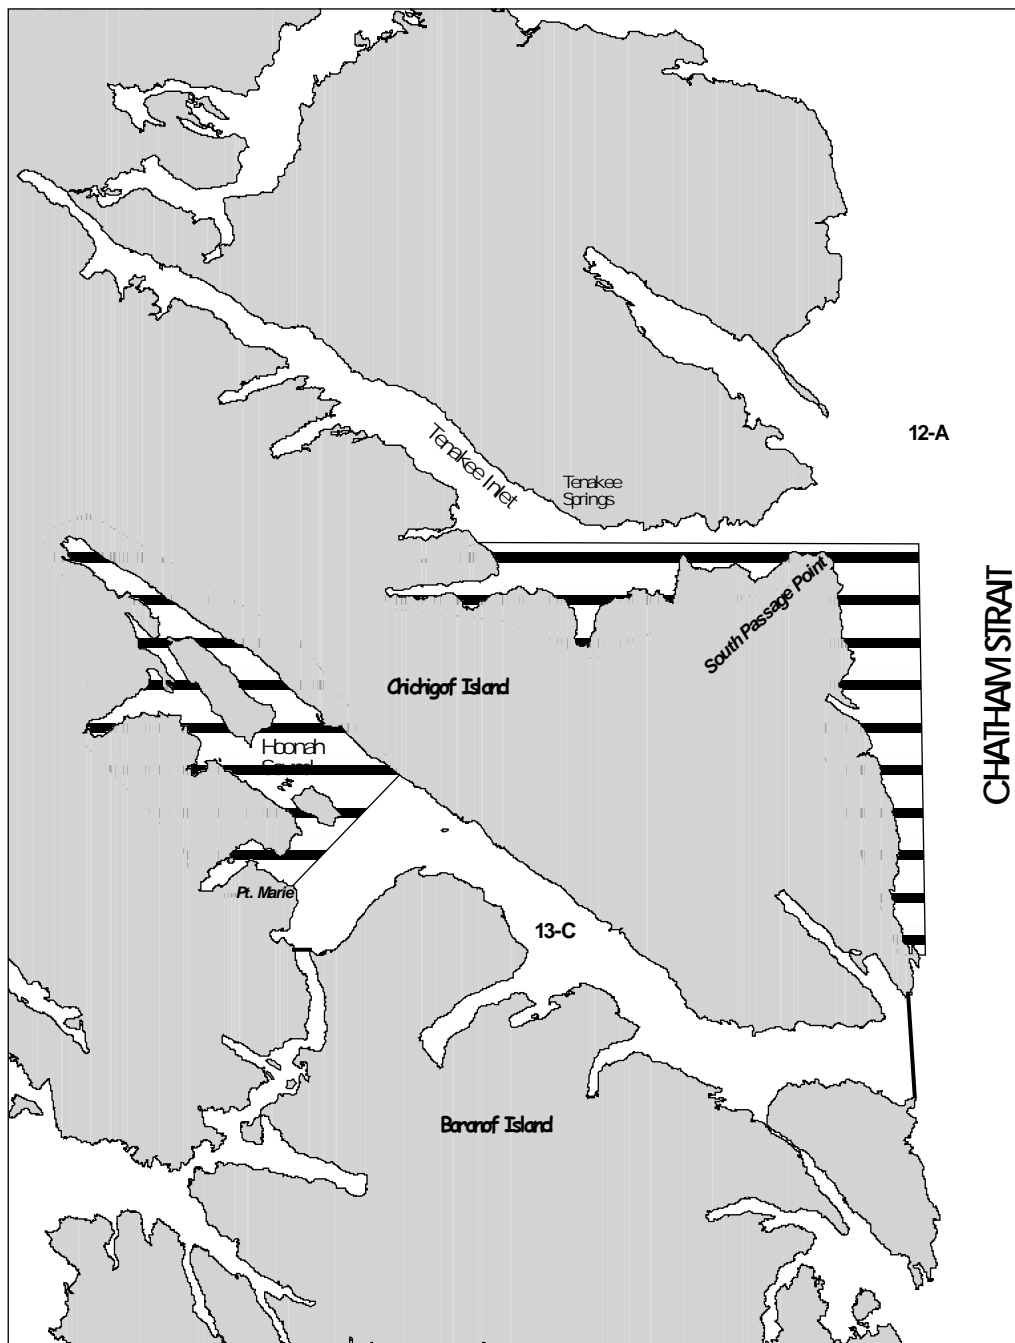 12-A
Tenakee Inlet
Tenakee
Springs
CHATHAM STRAIT
South Passage Point
Chichigof Island
Hoonah
Pt. Marie
13-C
Baranof Island